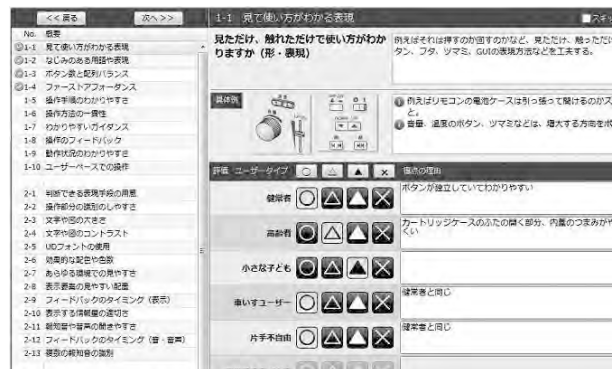 << 戻る
次へ >>
No. 概要
1-1 見て使い方がわかる表現
1-2 なじみのある用語や表現
1-3 ボタン数と配列バランス
1-4 ファーストアフォーダンス
1-5 操作手順のわかりやすさ
1-6 操作方法の一貫性
1-7 わかりやすいガイダンス
1-8 操作のフィードバック
1-9 動作状況のわかりやすさ
1-10 ユーザーペースでの操作
2-1 判断できる表現手段の用意
2-2 操作部分の識別のしやすさ
2-3 文字や図の大きさ
2-4 文字や図のコントラスト
2-5 UDフォントの使用
2-6 効果的な配色や色数
2-7 あらゆる環境での見やすさ
2-8 表示要素の見やすい配置
2-9 フィードバックのタイミング（表示）
2-10 表示する情報量の適切さ
2-11 報知音や音声の聞きやすさ
2-12 フィードバックのタイミング（音・音声）
2-13 複数の報知音の識別
1-1 見て使い方がわかる表現
スキ
見ただけ、触れただけで使い方がわか
りますか（形・表現）
例えばそれは押すのか回すのかなど、見ただけ、触っただけ
タン、フタ、ツマミ、GUIの表現方法などを工夫する。
具体例
例えばリモコンの電池ケースは引っ張って開けるのかス
と。
音量、温度のボタン、ツマミなどは、増大する方向をボ
評価 ユーザータイプ ○ △ ▲ ×
評点の理由
健常者
ボタンが独立していてわかりやすい
高齢者
カートリッジケースのふたの開く部分、内蓋のつまみがや
くい
小さな子ども
車いすユーザー
健常者と同じ
片手不自由
健常者と同じ